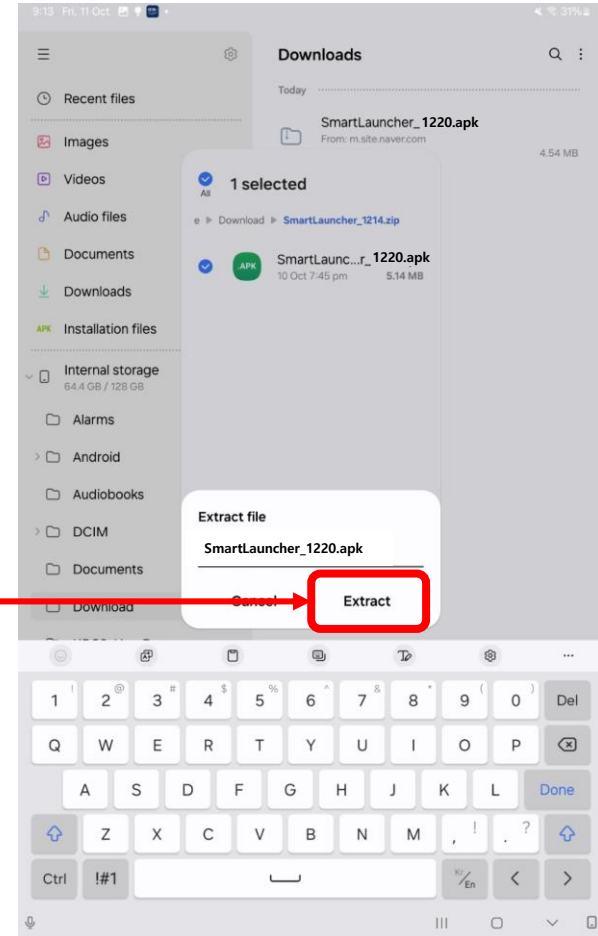 9:13 Fri, 11 Oct 31%
Downloads
Today
Recent files
SmartLauncher_1220.apk
From: m.site.naver.com
4.54 MB
Images
Videos
Audio files
Documents
Downloads
APK Installation files
All
1 selected
e ▶ Download ▶ SmartLauncher_1214.zip
.APK
SmartLaunc...r_1220.apk
10 Oct 7:45 pm 5.14 MB
Internal storage
64.4 GB / 128 GB
Alarms
Android
Audiobooks
DCIM
Documents
Download
Extract file
SmartLauncher_1220.apk
Cancel Extract
1 ! 2 @ 3 # 4 $ 5 % 6 ^ 7 & 8 * 9 ( 0 ) Del
Q W E R T Y U I O P
A S D F G H J K L Done
Z X C V B N M , ! . ?
Ctrl !#1 Kr/En < >